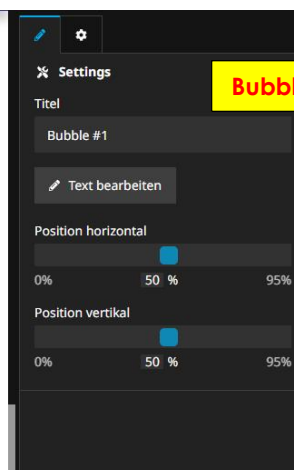 Settings
Bubbl
Titel
Bubble #1
Text bearbeiten
Position horizontal
0% 50 % 95%
Position vertikal
0% 50 % 95%